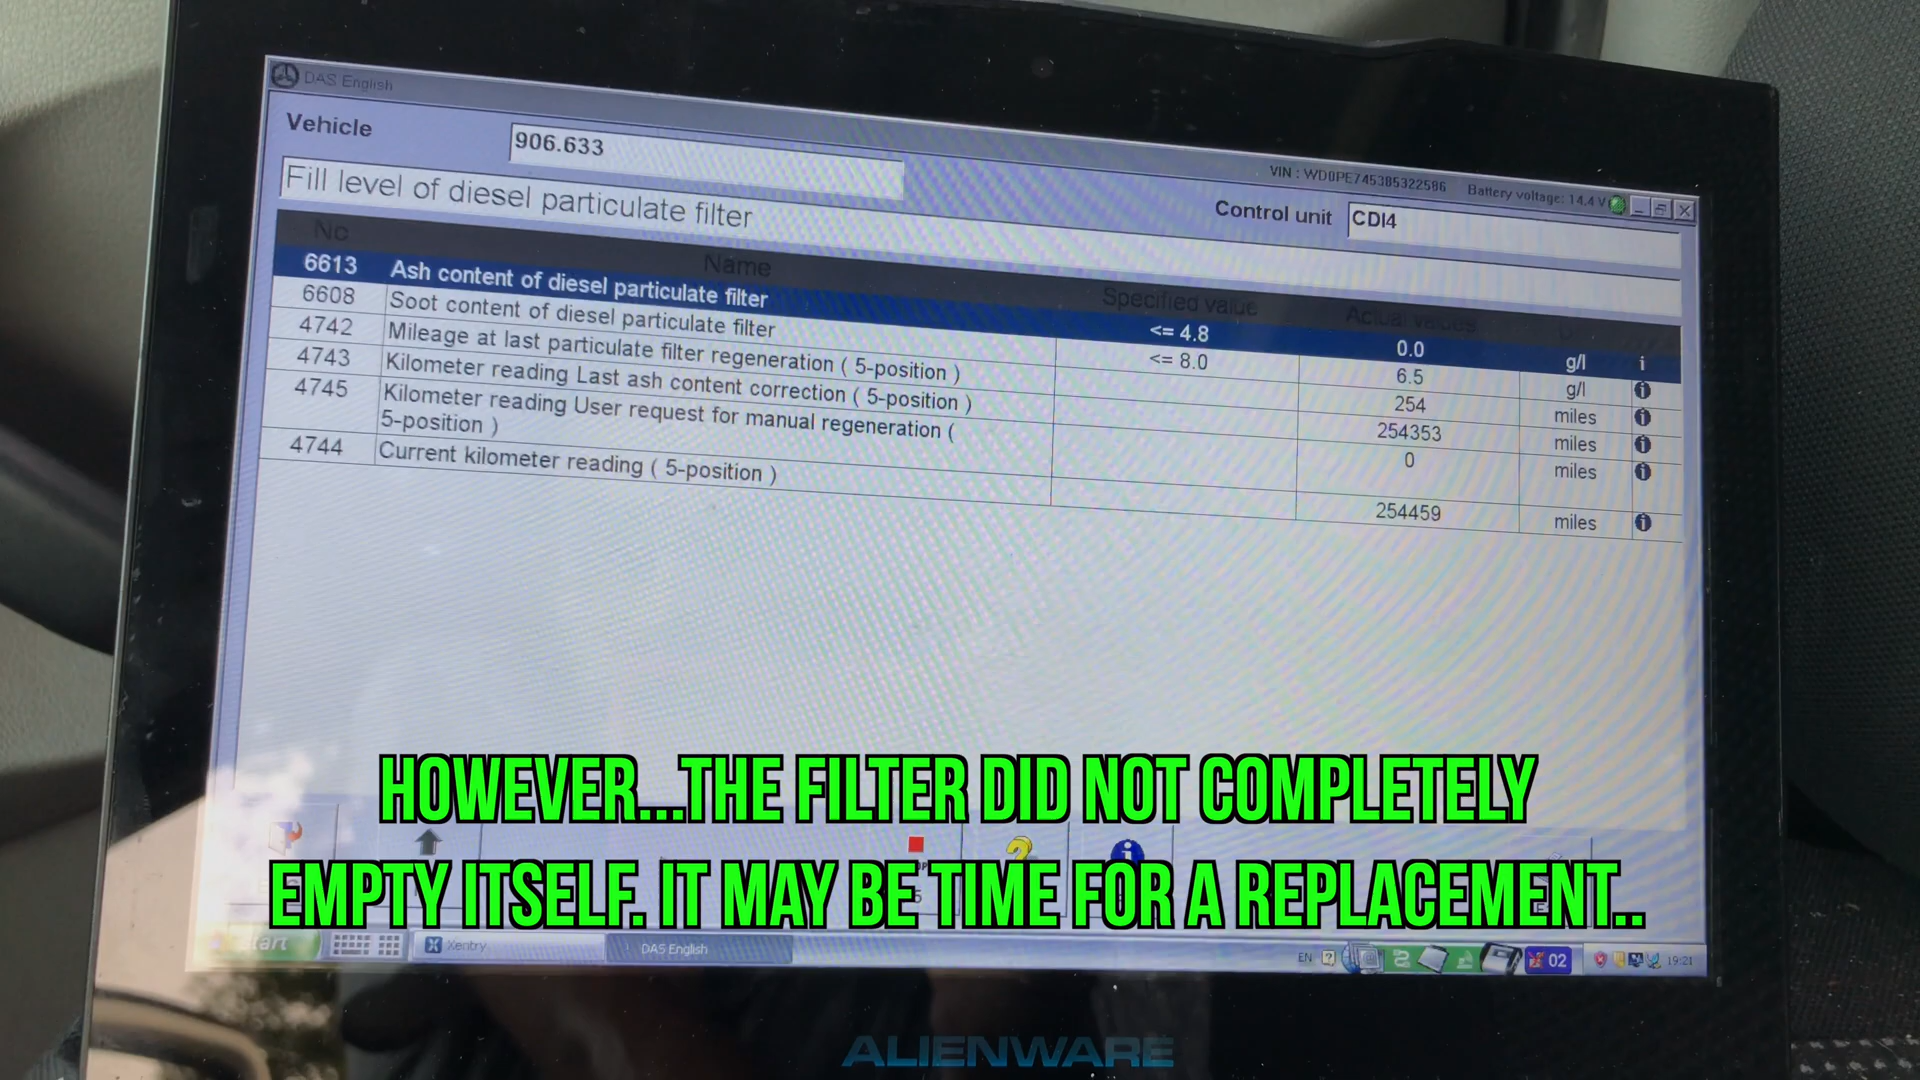 DAS English
Vehicle
906.633
VIN : WD0PE745385322586
Battery voltage: 14.4 V
Fill level of diesel particulate filter
Control unit
CDI4
No
Name
Specified value
Actual values
6613 Ash content of diesel particulate filter <= 4.8 0.0 g/l i
6608 Soot content of diesel particulate filter <= 8.0 6.5 g/l i
4742 Mileage at last particulate filter regeneration ( 5-position ) 254 miles i
4743 Kilometer reading Last ash content correction ( 5-position ) 254353 miles i
4745 Kilometer reading User request for manual regeneration (
5-position ) 0 miles i
4744 Current kilometer reading ( 5-position ) 254459 miles i
HOWEVER...THE FILTER DID NOT COMPLETELY
EMPTY ITSELF. IT MAY BE TIME FOR A REPLACEMENT..
start
Xentry
DAS English
EN
02
19:21
ALIENWARE